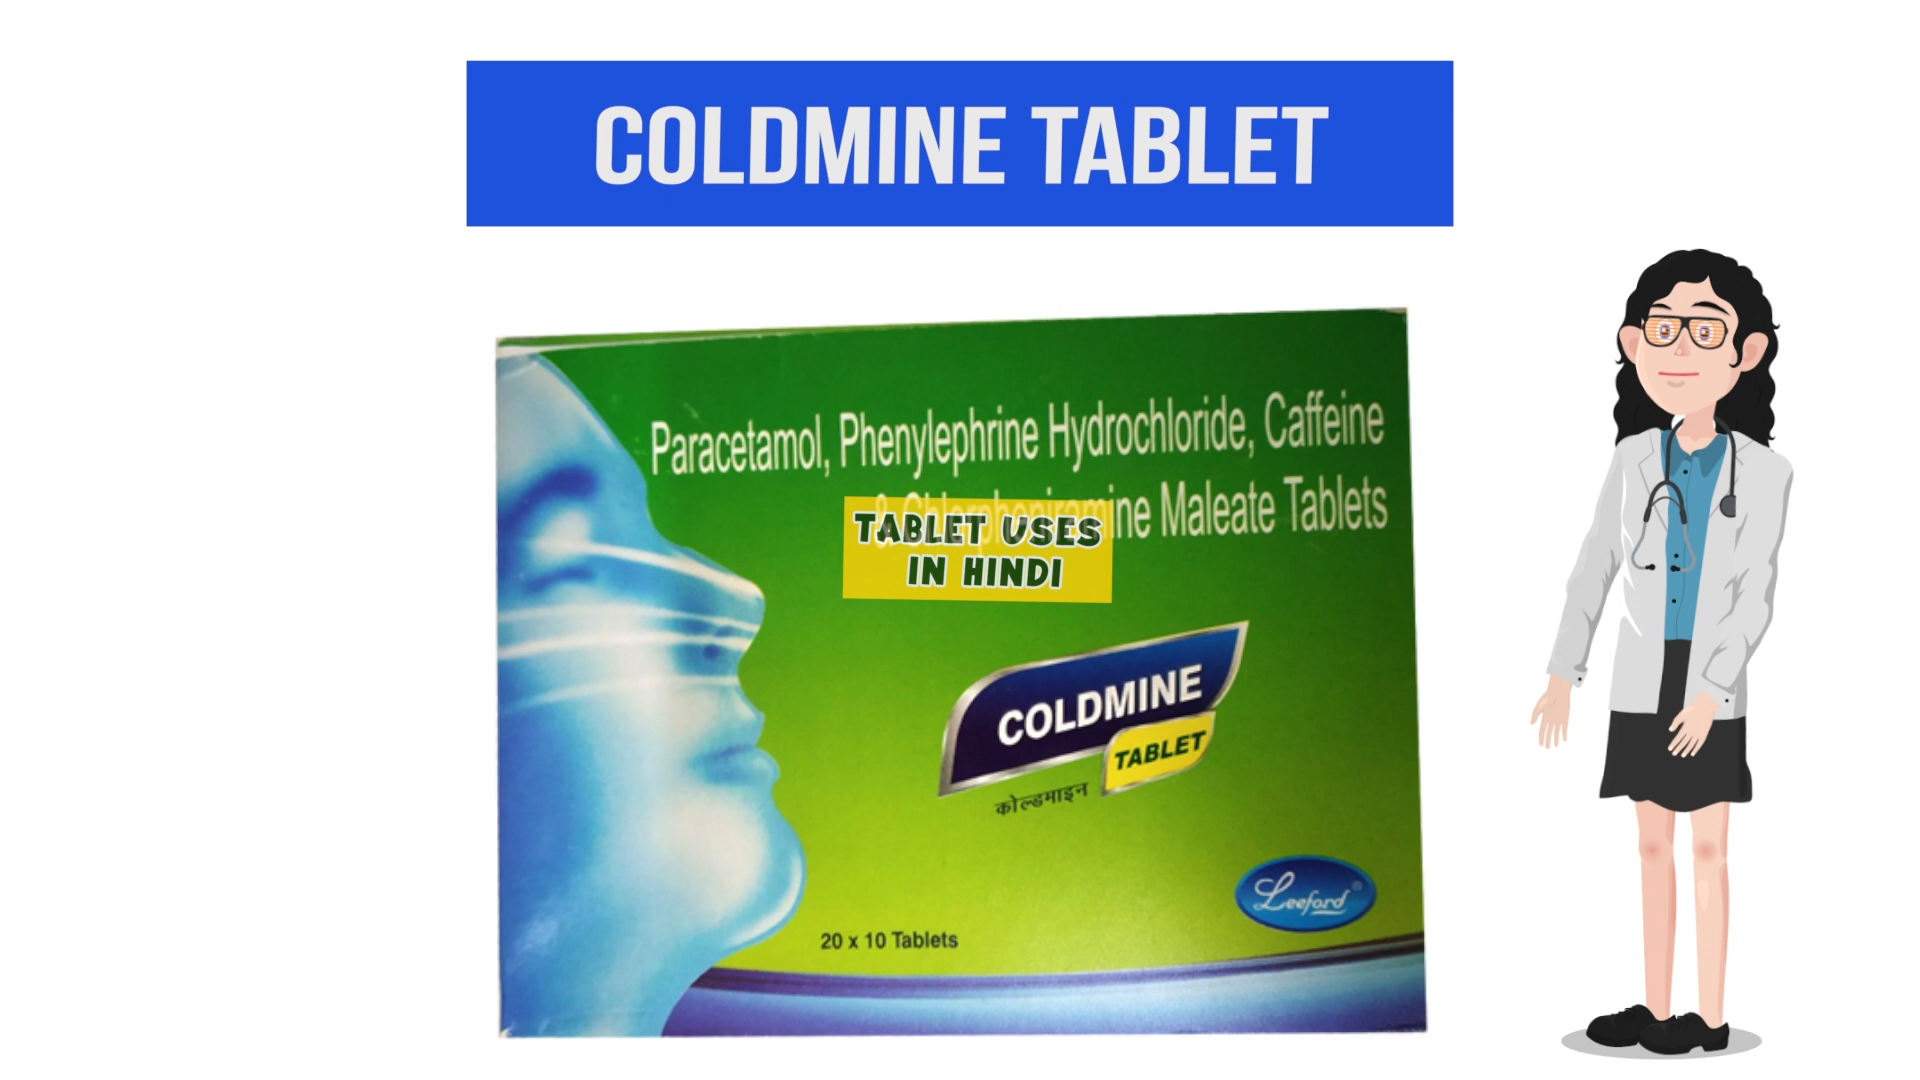 COLDMINE TABLET
Paracetamol, Phenylephrine Hydrochloride, Caffeine
& Chlorpheniramine Maleate Tablets
TABLET USES
IN HINDI
COLDMINE
TABLET
कोल्डमाइन
Leeford®
20 x 10 Tablets